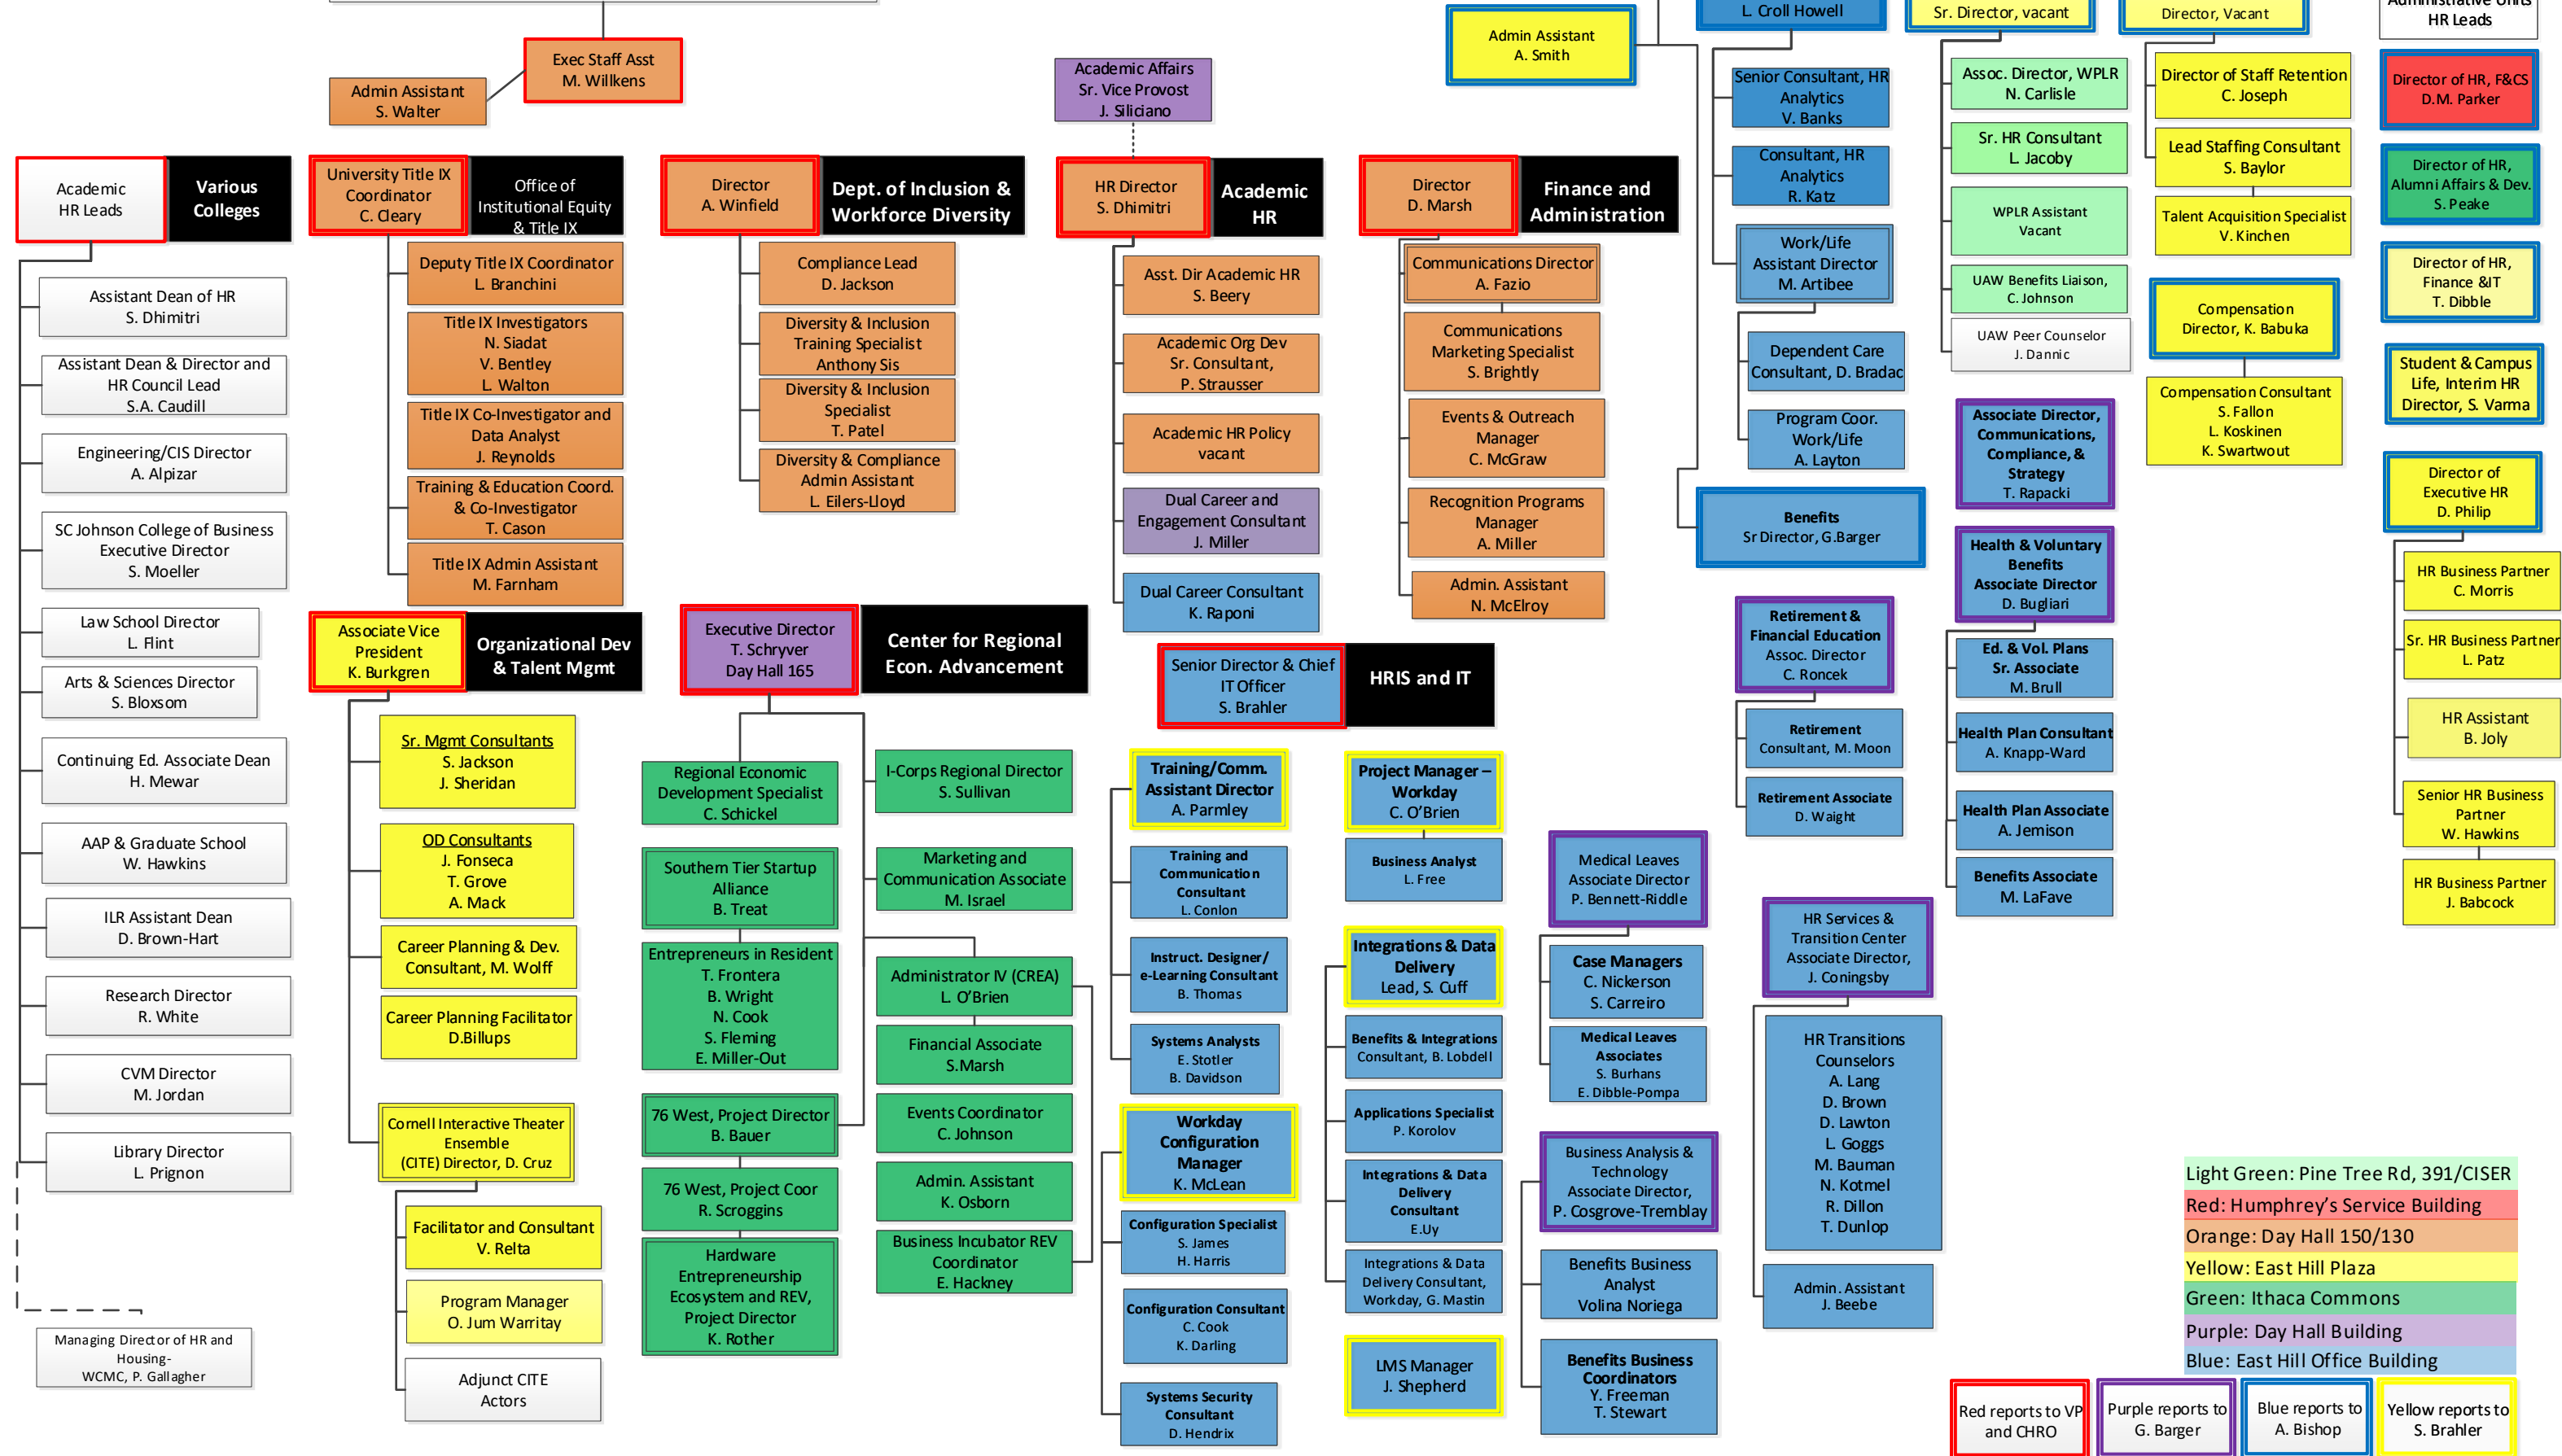 Exec Staff Asst
M. Willkens
Admin Assistant
S. Walter
Academic Affairs
Sr. Vice Provost
J. Siliciano
Admin Assistant
A. Smith
L. Croll Howell
Sr. Director, vacant
Director, Vacant
Administrative Units
HR Leads
Academic
HR Leads
Various
Colleges
Assistant Dean of HR
S. Dhimitri
Assistant Dean & Director and
HR Council Lead
S.A. Caudill
Engineering/CIS Director
A. Alpizar
SC Johnson College of Business
Executive Director
S. Moeller
Law School Director
L. Flint
Arts & Sciences Director
S. Bloxsom
Continuing Ed. Associate Dean
H. Mewar
AAP & Graduate School
W. Hawkins
ILR Assistant Dean
D. Brown-Hart
Research Director
R. White
CVM Director
M. Jordan
Library Director
L. Prignon
Managing Director of HR and
Housing-
WCMC, P. Gallagher
University Title IX
Coordinator
C. Cleary
Office of
Institutional Equity
& Title IX
Deputy Title IX Coordinator
L. Branchini
Title IX Investigators
N. Siadat
V. Bentley
L. Walton
Title IX Co-Investigator and
Data Analyst
J. Reynolds
Training & Education Coord.
& Co-Investigator
T. Cason
Title IX Admin Assistant
M. Farnham
Associate Vice
President
K. Burkgren
Organizational Dev
& Talent Mgmt
Sr. Mgmt Consultants
S. Jackson
J. Sheridan
OD Consultants
J. Fonseca
T. Grove
A. Mack
Career Planning & Dev.
Consultant, M. Wolff
Career Planning Facilitator
D.Billups
Cornell Interactive Theater
Ensemble
(CITE) Director, D. Cruz
Facilitator and Consultant
V. Relta
Program Manager
O. Jum Warritay
Adjunct CITE
Actors
Director
A. Winfield
Dept. of Inclusion &
Workforce Diversity
Compliance Lead
D. Jackson
Diversity & Inclusion
Training Specialist
Anthony Sis
Diversity & Inclusion
Specialist
T. Patel
Diversity & Compliance
Admin Assistant
L. Eilers-Lloyd
Executive Director
T. Schryver
Day Hall 165
Center for Regional
Econ. Advancement
Regional Economic
Development Specialist
C. Schickel
Southern Tier Startup
Alliance
B. Treat
Entrepreneurs in Resident
T. Frontera
B. Wright
N. Cook
S. Fleming
E. Miller-Out
76 West, Project Director
B. Bauer
76 West, Project Coor
R. Scroggins
Hardware
Entrepreneurship
Ecosystem and REV,
Project Director
K. Rother
I-Corps Regional Director
S. Sullivan
Marketing and
Communication Associate
M. Israel
Administrator IV (CREA)
L. O’Brien
Financial Associate
S.Marsh
Events Coordinator
C. Johnson
Admin. Assistant
K. Osborn
Business Incubator REV
Coordinator
E. Hackney
HR Director
S. Dhimitri
Academic
HR
Asst. Dir Academic HR
S. Beery
Academic Org Dev
Sr. Consultant,
P. Strausser
Academic HR Policy
vacant
Dual Career and
Engagement Consultant
J. Miller
Dual Career Consultant
K. Raponi
Director
D. Marsh
Finance and
Administration
Communications Director
A. Fazio
Communications
Marketing Specialist
S. Brightly
Events & Outreach
Manager
C. McGraw
Recognition Programs
Manager
A. Miller
Admin. Assistant
N. McElroy
Senior Director & Chief
IT Officer
S. Brahler
HRIS and IT
Training/Comm.
Assistant Director
A. Parmley
Training and
Communication
Consultant
L. Conlon
Instruct. Designer/
e-Learning Consultant
B. Thomas
Systems Analysts
E. Stotler
B. Davidson
Workday
Configuration
Manager
K. McLean
Configuration Specialist
S. James
H. Harris
Configuration Consultant
C. Cook
K. Darling
Systems Security
Consultant
D. Hendrix
Project Manager –
Workday
C. O’Brien
Business Analyst
L. Free
Integrations & Data
Delivery
Lead, S. Cuff
Benefits & Integrations
Consultant, B. Lobdell
Applications Specialist
P. Korolov
Integrations & Data
Delivery
Consultant
E.Uy
Integrations & Data
Delivery Consultant,
Workday, G. Mastin
LMS Manager
J. Shepherd
Senior Consultant, HR
Analytics
V. Banks
Consultant, HR
Analytics
R. Katz
Work/Life
Assistant Director
M. Artibee
Dependent Care
Consultant, D. Bradac
Program Coor.
Work/Life
A. Layton
Benefits
Sr Director, G.Barger
Retirement &
Financial Education
Assoc. Director
C. Roncek
Retirement
Consultant, M. Moon
Retirement Associate
D. Waight
Medical Leaves
Associate Director
P. Bennett-Riddle
Case Managers
C. Nickerson
S. Carreiro
Medical Leaves
Associates
S. Burhans
E. Dibble-Pompa
Business Analysis &
Technology
Associate Director,
P. Cosgrove-Tremblay
Benefits Business
Analyst
Volina Noriega
Benefits Business
Coordinators
Y. Freeman
T. Stewart
HR Services &
Transition Center
Associate Director,
J. Coningsby
HR Transitions
Counselors
A. Lang
D. Brown
D. Lawton
L. Goggs
M. Bauman
N. Kotmel
R. Dillon
T. Dunlop
Admin. Assistant
J. Beebe
Assoc. Director, WPLR
N. Carlisle
Sr. HR Consultant
L. Jacoby
WPLR Assistant
Vacant
UAW Benefits Liaison,
C. Johnson
UAW Peer Counselor
J. Dannic
Associate Director,
Communications,
Compliance, &
Strategy
T. Rapacki
Health & Voluntary
Benefits
Associate Director
D. Bugliari
Ed. & Vol. Plans
Sr. Associate
M. Brull
Health Plan Consultant
A. Knapp-Ward
Health Plan Associate
A. Jemison
Benefits Associate
M. LaFave
Director of Staff Retention
C. Joseph
Lead Staffing Consultant
S. Baylor
Talent Acquisition Specialist
V. Kinchen
Compensation
Director, K. Babuka
Compensation Consultant
S. Fallon
L. Koskinen
K. Swartwout
Director of HR, F&CS
D.M. Parker
Director of HR,
Alumni Affairs & Dev.
S. Peake
Director of HR,
Finance &IT
T. Dibble
Student & Campus
Life, Interim HR
Director, S. Varma
Director of
Executive HR
D. Philip
HR Business Partner
C. Morris
Sr. HR Business Partner
L. Patz
HR Assistant
B. Joly
Senior HR Business
Partner
W. Hawkins
HR Business Partner
J. Babcock
Light Green: Pine Tree Rd, 391/CISER
Red: Humphrey’s Service Building
Orange: Day Hall 150/130
Yellow: East Hill Plaza
Green: Ithaca Commons
Purple: Day Hall Building
Blue: East Hill Office Building
Red reports to VP
and CHRO
Purple reports to
G. Barger
Blue reports to
A. Bishop
Yellow reports to
S. Brahler